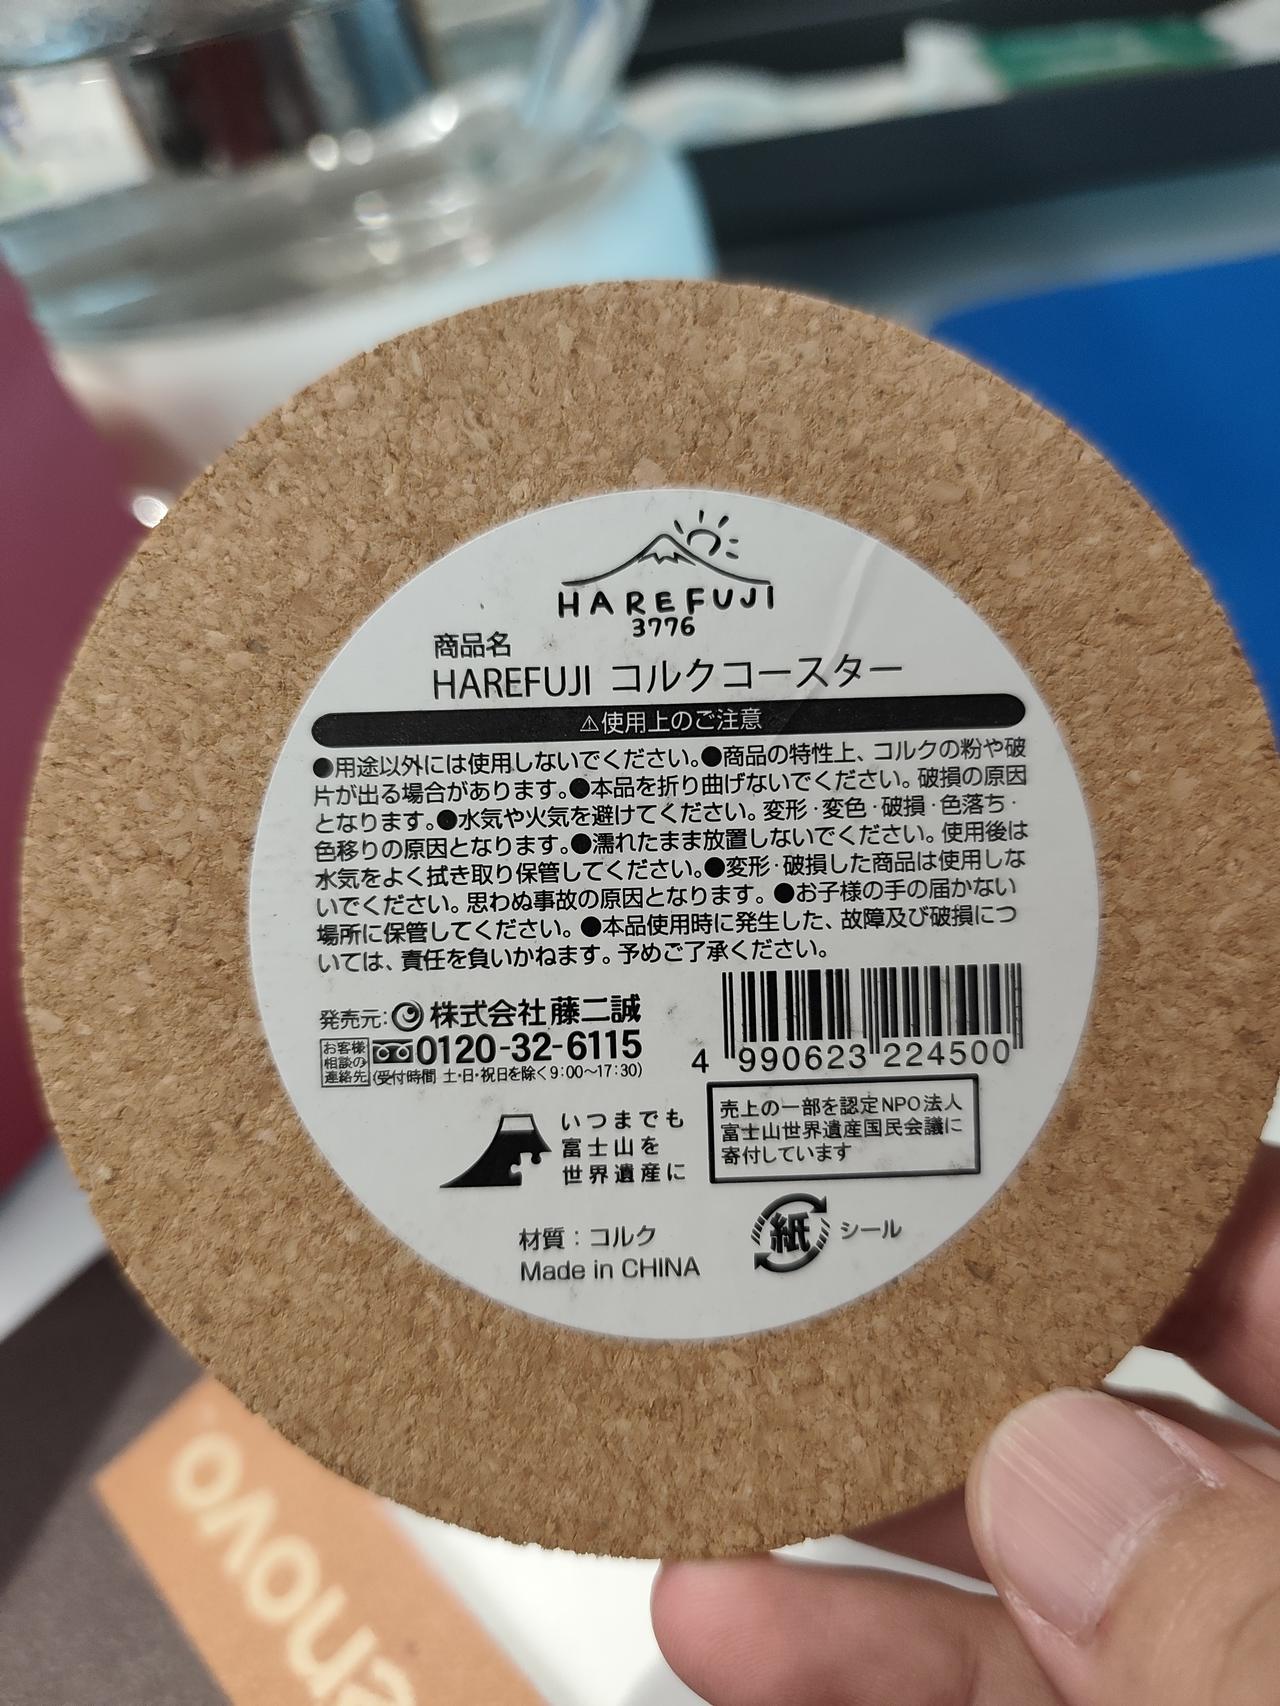 HAREFUJI
3776
商品名
HAREFUJI コルクコースター
⚠使用上のご注意
●用途以外には使用しないでください。●商品の特性上、コルクの粉や破
片が出る場合があります。●本品を折り曲げないでください。破損の原因
となります。●水気や火気を避けてください。変形・変色・破損・色落ち・
色移りの原因となります。●濡れたまま放置しないでください。使用後は
水気をよく拭き取り保管してください。●変形・破損した商品は使用しな
いでください。思わぬ事故の原因となります。●お子様の手の届かない
場所に保管してください。●本品使用時に発生した、故障及び破損につ
いては、責任を負いかねます。予めご了承ください。
発売元：株式会社藤二誠
お客様
相談の
連絡先
0120-32-6115
(受付時間 土・日・祝日を除く9:00〜17:30)
4 990623 224500
いつまでも
富士山を
世界遺産に
売上の一部を認定NPO法人
富士山世界遺産国民会議に
寄付しています
材質：コルク
Made in CHINA
紙 シール
enovo.